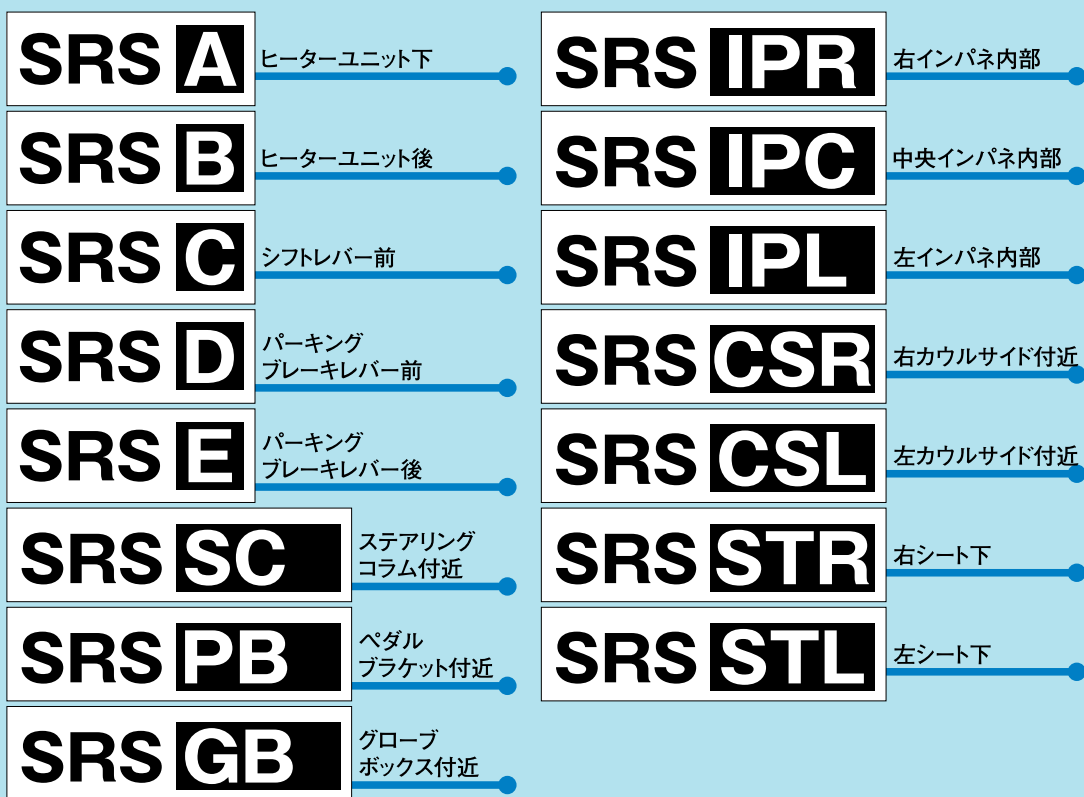 SRS A
ヒーターユニット下
SRS B
ヒーターユニット後
SRS C
シフトレバー前
SRS D
パーキング
ブレーキレバー前
SRS E
パーキング
ブレーキレバー後
SRS SC
ステアリング
コラム付近
SRS PB
ペダル
ブラケット付近
SRS GB
グローブ
ボックス付近
SRS IPR
右インパネ内部
SRS IPC
中央インパネ内部
SRS IPL
左インパネ内部
SRS CSR
右カウルサイド付近
SRS CSL
左カウルサイド付近
SRS STR
右シート下
SRS STL
左シート下